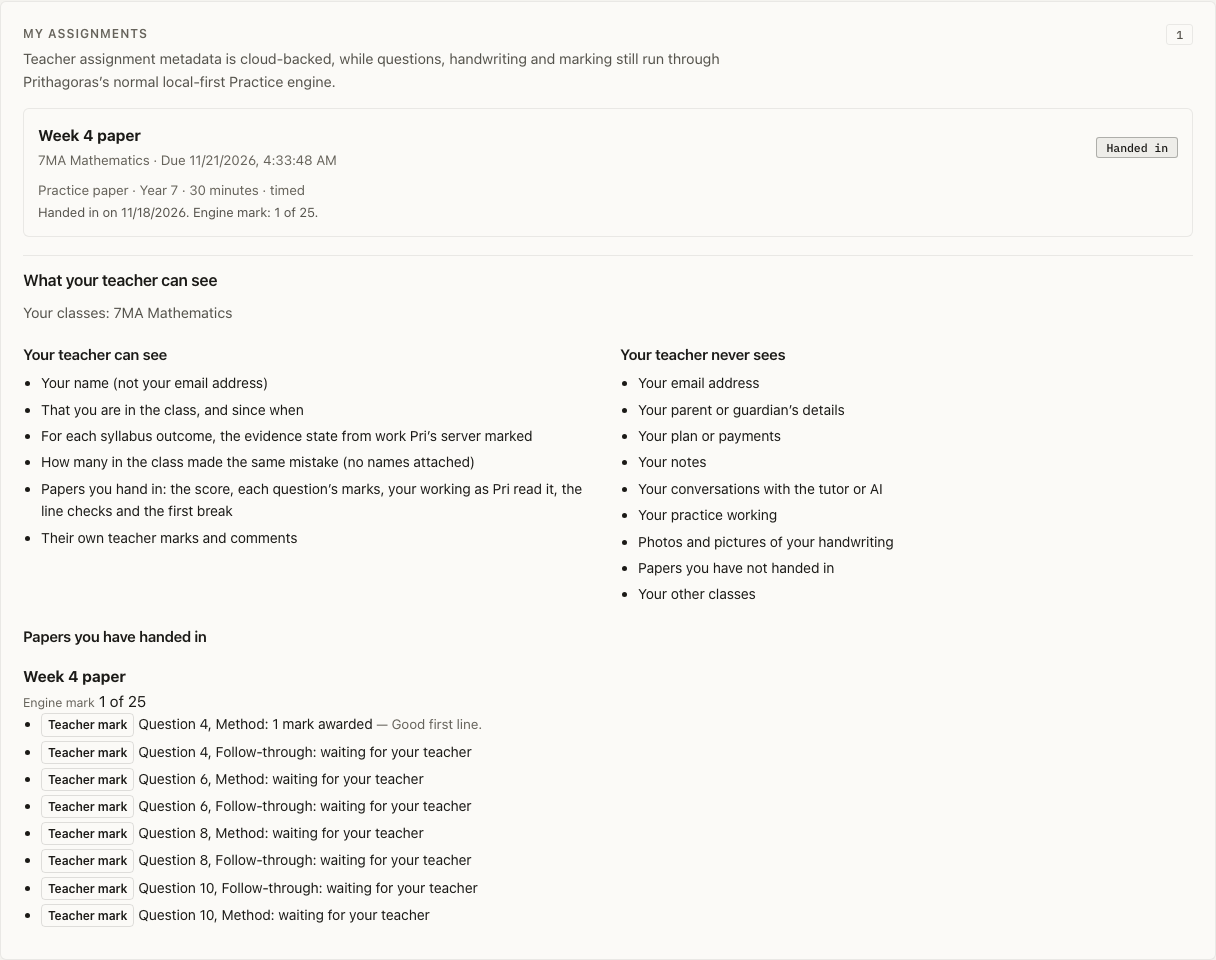 MY ASSIGNMENTS
1
Teacher assignment metadata is cloud-backed, while questions, handwriting and marking still run through
Prithagoras’s normal local-first Practice engine.
Week 4 paper
7MA Mathematics · Due 11/21/2026, 4:33:48 AM
Handed in
Practice paper · Year 7 · 30 minutes · timed
Handed in on 11/18/2026. Engine mark: 1 of 25.
What your teacher can see
Your classes: 7MA Mathematics
Your teacher can see
• Your name (not your email address)
• That you are in the class, and since when
• For each syllabus outcome, the evidence state from work Pri’s server marked
• How many in the class made the same mistake (no names attached)
• Papers you hand in: the score, each question’s marks, your working as Pri read it, the
line checks and the first break
• Their own teacher marks and comments
Your teacher never sees
• Your email address
• Your parent or guardian’s details
• Your plan or payments
• Your notes
• Your conversations with the tutor or AI
• Your practice working
• Photos and pictures of your handwriting
• Papers you have not handed in
• Your other classes
Papers you have handed in
Week 4 paper
Engine mark 1 of 25
• Teacher mark Question 4, Method: 1 mark awarded — Good first line.
• Teacher mark Question 4, Follow-through: waiting for your teacher
• Teacher mark Question 6, Method: waiting for your teacher
• Teacher mark Question 6, Follow-through: waiting for your teacher
• Teacher mark Question 8, Method: waiting for your teacher
• Teacher mark Question 8, Follow-through: waiting for your teacher
• Teacher mark Question 10, Follow-through: waiting for your teacher
• Teacher mark Question 10, Method: waiting for your teacher